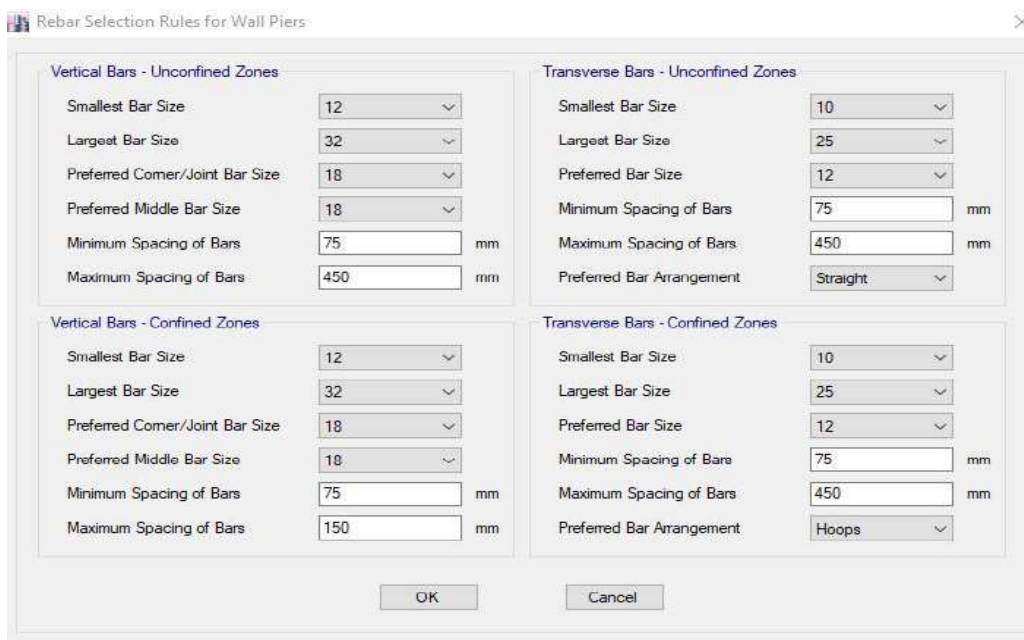 Rebar Selection Rules for Wall Piers
Vertical Bars - Unconfined Zones
Smallest Bar Size 12
Largest Bar Size 32
Preferred Corner/Joint Bar Size 18
Preferred Middle Bar Size 18
Minimum Spacing of Bars 75 mm
Maximum Spacing of Bars 450 mm
Transverse Bars - Unconfined Zones
Smallest Bar Size 10
Largest Bar Size 25
Preferred Bar Size 12
Minimum Spacing of Bars 75 mm
Maximum Spacing of Bars 450 mm
Preferred Bar Arrangement Straight
Vertical Bars - Confined Zones
Smallest Bar Size 12
Largest Bar Size 32
Preferred Corner/Joint Bar Size 18
Preferred Middle Bar Size 18
Minimum Spacing of Bars 75 mm
Maximum Spacing of Bars 150 mm
Transverse Bars - Confined Zones
Smallest Bar Size 10
Largest Bar Size 25
Preferred Bar Size 12
Minimum Spacing of Bars 75 mm
Maximum Spacing of Bars 450 mm
Preferred Bar Arrangement Hoops
OK Cancel